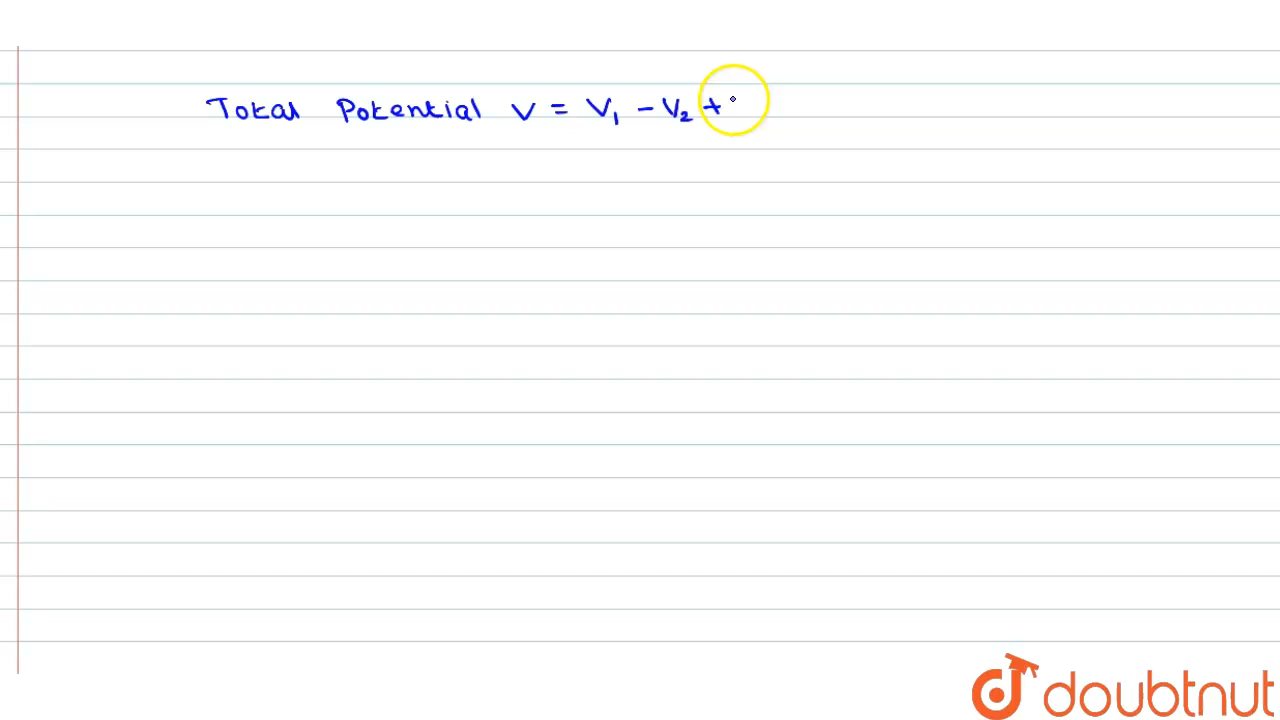 Total Potential V = V₁ - V₂ +
doubtnut